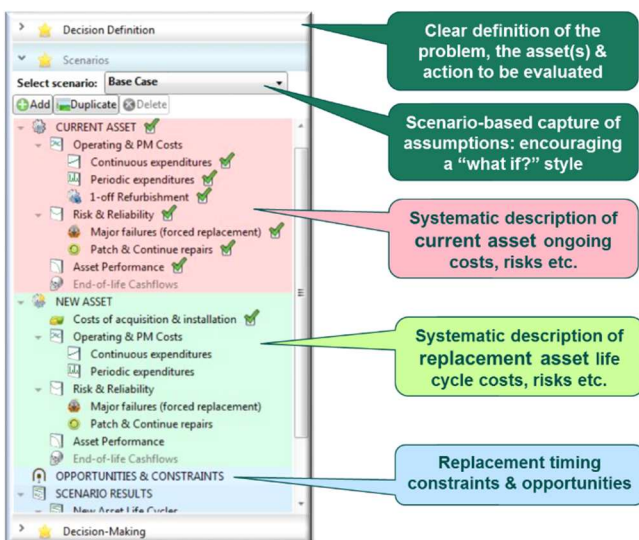 Decision Definition
Scenarios
Select scenario: Base Case
Add Duplicate Delete
CURRENT ASSET
Operating & PM Costs
Continuous expenditures
Periodic expenditures
1-off Refurbishment
Risk & Reliability
Major failures (forced replacement)
Patch & Continue repairs
Asset Performance
End-of-life Cashflows
NEW ASSET
Costs of acquisition & installation
Operating & PM Costs
Continuous expenditures
Periodic expenditures
Risk & Reliability
Major failures (forced replacement)
Patch & Continue repairs
Asset Performance
End-of-life Cashflows
OPPORTUNITIES & CONSTRAINTS
SCENARIO RESULTS
New Asset Life Cycles
Decision-Making
Clear definition of the
problem, the asset(s) &
action to be evaluated
Scenario-based capture of
assumptions: encouraging
a “what if?” style
Systematic description of
current asset ongoing
costs, risks etc.
Systematic description of
replacement asset life
cycle costs, risks etc.
Replacement timing
constraints & opportunities